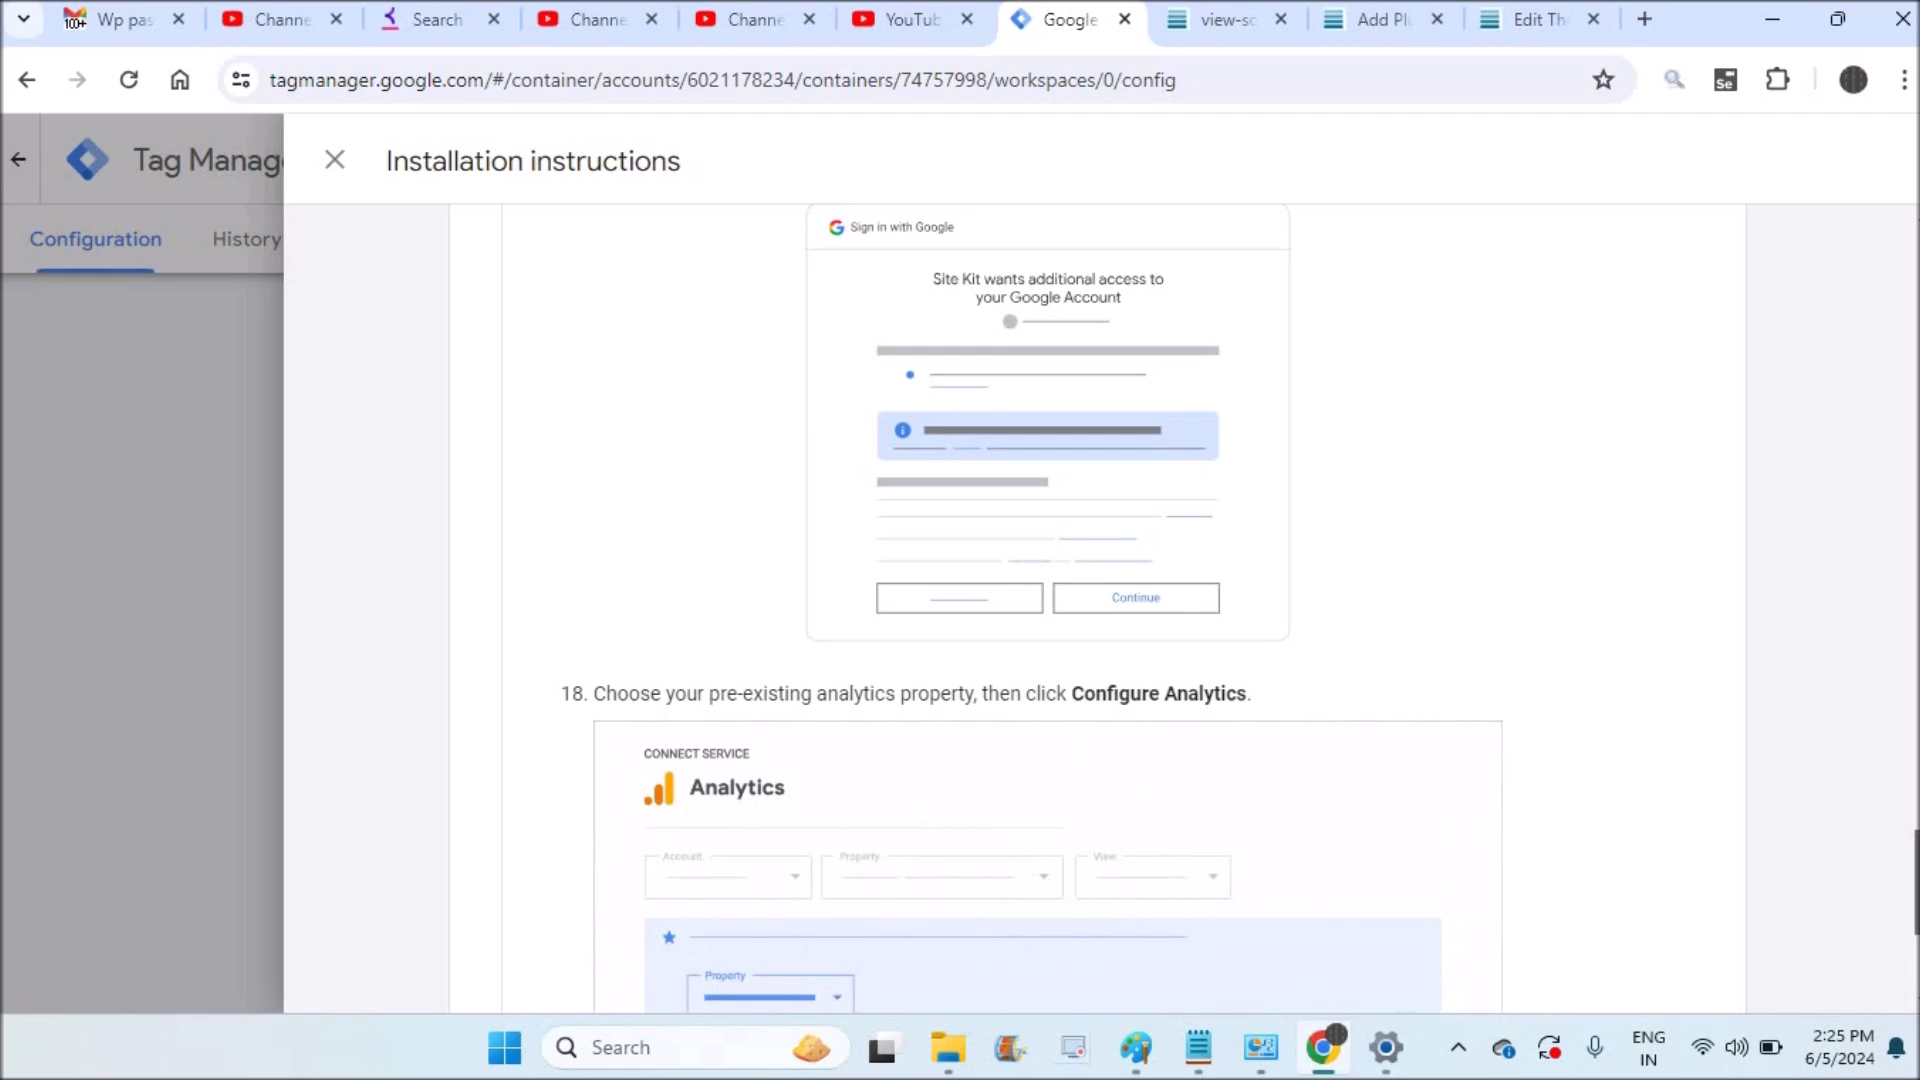 Wp pas
Channe
Search
Channe
Channe
YouTub
Google
view-so
Add Pl
Edit Th
tagmanager.google.com/#/container/accounts/6021178234/containers/74757998/workspaces/0/config
Se
Tag Manag
Installation instructions
Configuration
History
Sign in with Google
Site Kit wants additional access to
your Google Account
Continue
18. Choose your pre-existing analytics property, then click Configure Analytics.
CONNECT SERVICE
Analytics
Account
Property
View
Property
Search
ENG
IN
2:25 PM
6/5/2024